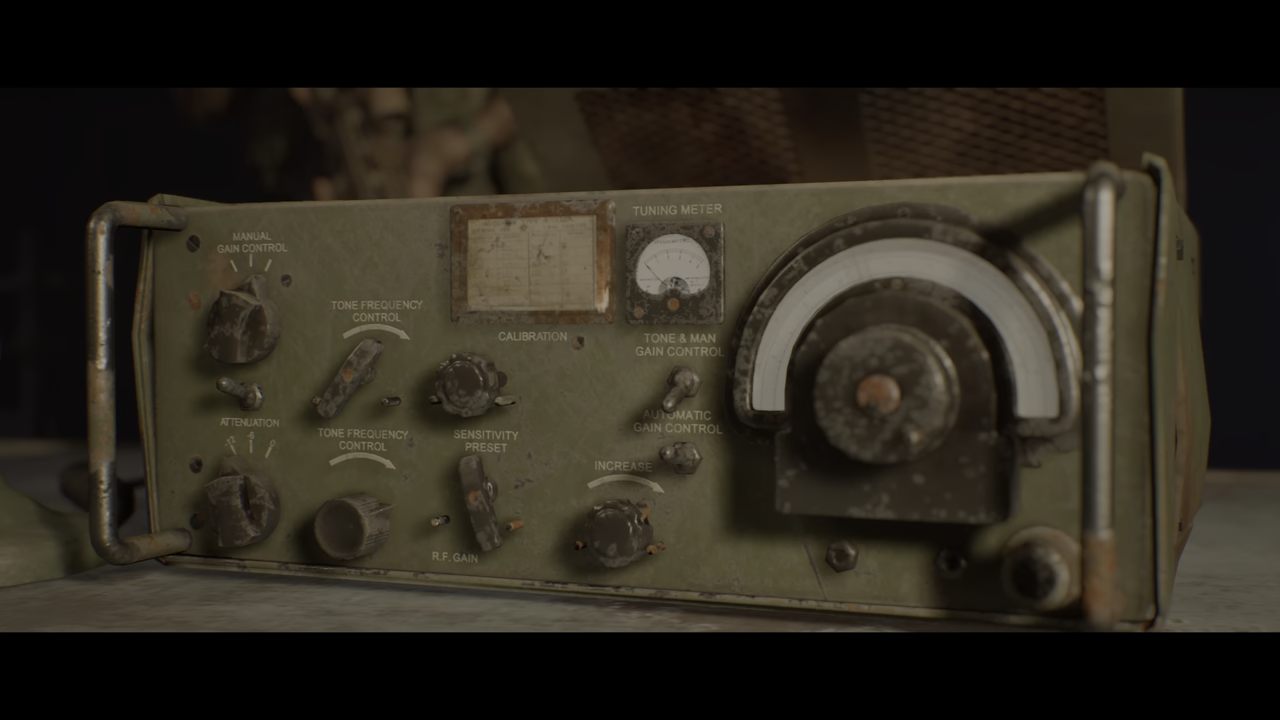 MANUAL
GAIN CONTROL
TONE FREQUENCY
CONTROL
CALIBRATION
TUNING METER
TONE & MAN
GAIN CONTROL
AUTOMATIC
GAIN CONTROL
ATTENUATION
TONE FREQUENCY
CONTROL
SENSITIVITY
PRESET
R.F. GAIN
INCREASE